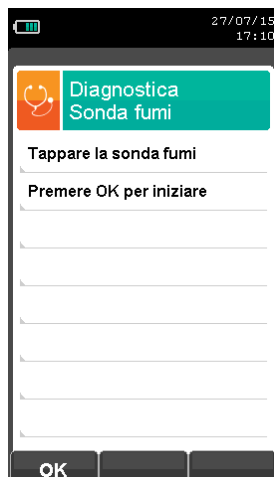 27/07/15
17:10
Diagnostica
Sonda fumi
Tappare la sonda fumi
Premere OK per iniziare
OK